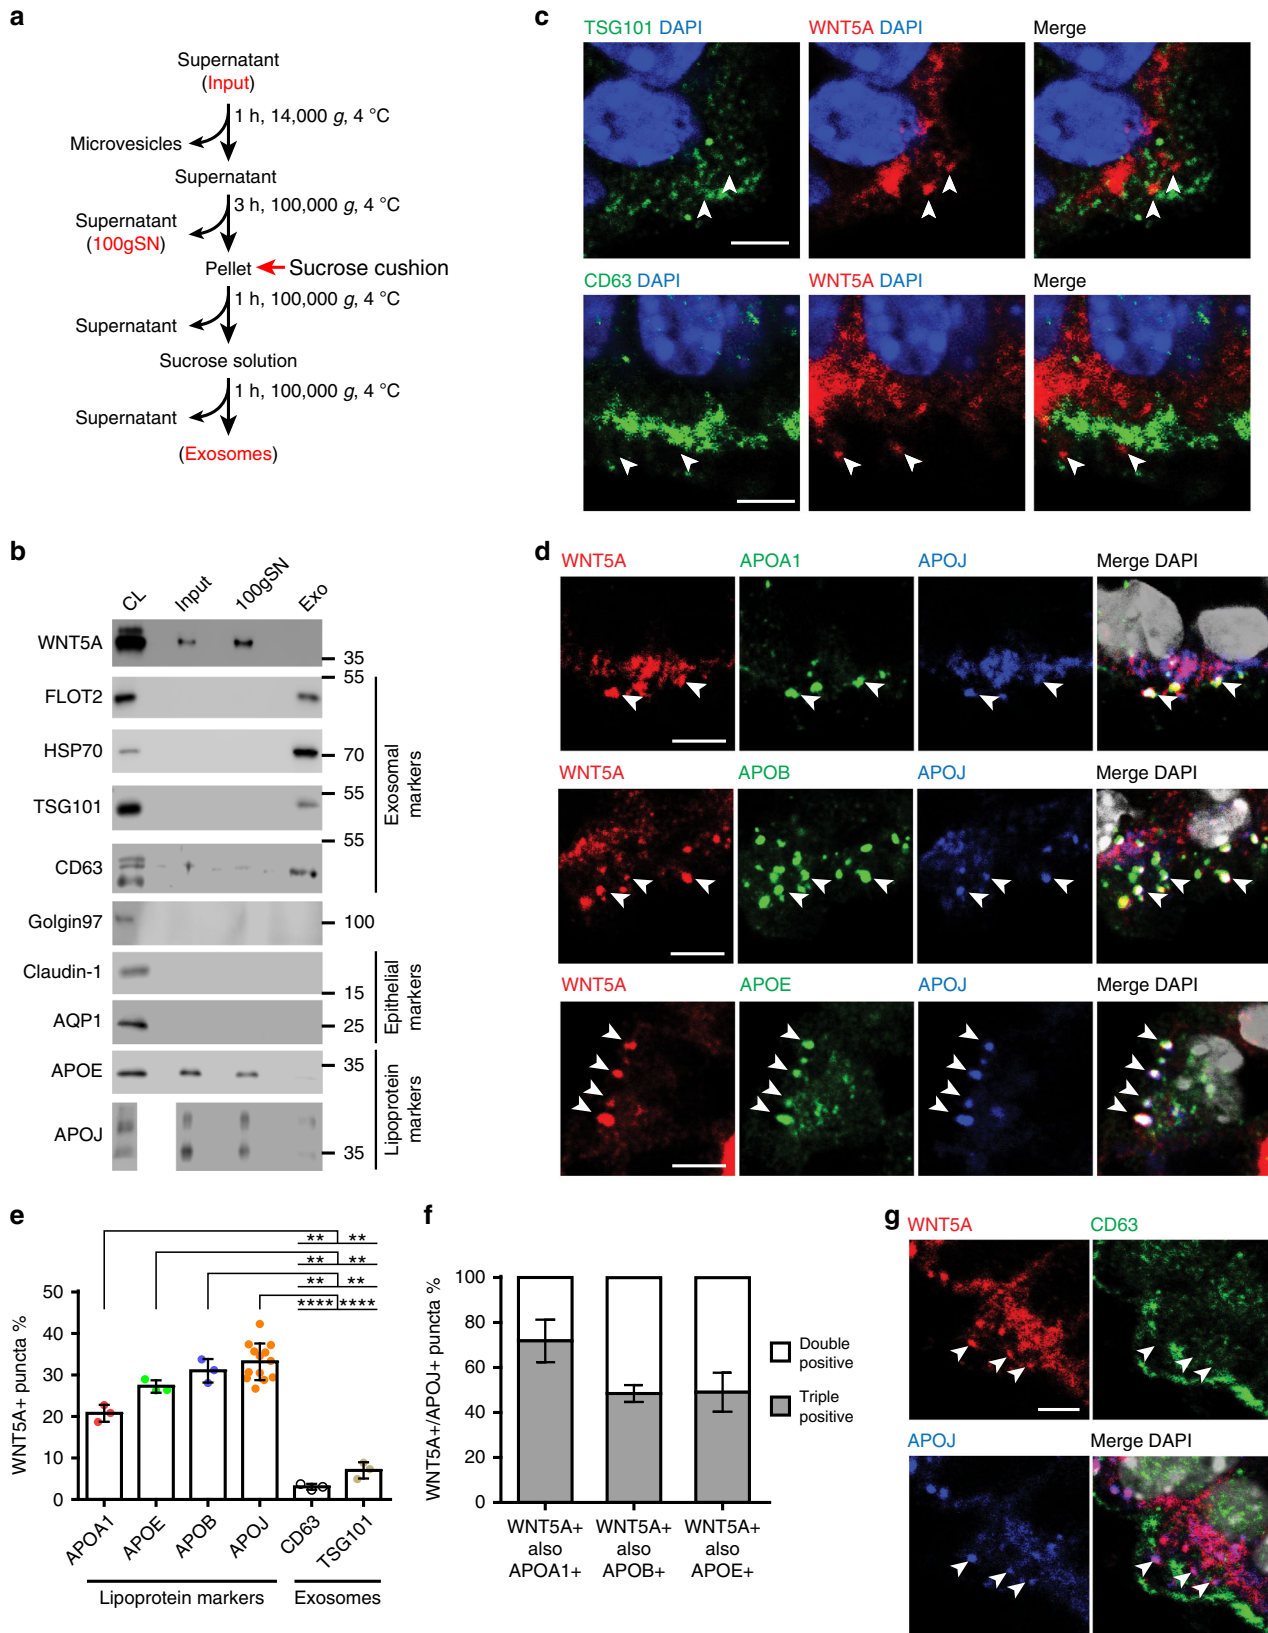 a
Supernatant
(Input)
1 h, 14,000 g, 4 °C
Microvesicles
Supernatant
3 h, 100,000 g, 4 °C
Supernatant
(100gSN)
Pellet
Sucrose cushion
1 h, 100,000 g, 4 °C
Supernatant
Sucrose solution
1 h, 100,000 g, 4 °C
Supernatant
(Exosomes)
b
CL Input 100gSN Exo
WNT5A
35
55
FLOT2
HSP70
70
TSG101
55
55
CD63
Exosomal markers
Golgin97
100
Claudin-1
15
AQP1
25
Epithelial markers
APOE
35
APOJ
35
Lipoprotein markers
c
TSG101 DAPI
WNT5A DAPI
Merge
CD63 DAPI
WNT5A DAPI
Merge
d
WNT5A
APOA1
APOJ
Merge DAPI
WNT5A
APOB
APOJ
Merge DAPI
WNT5A
APOE
APOJ
Merge DAPI
e
** **
** **
** **
**** ****
WNT5A+ puncta %
50
40
30
20
10
0
APOA1
APOE
APOB
APOJ
CD63
TSG101
Lipoprotein markers
Exosomes
f
WNT5A+/APOJ+ puncta %
100
80
60
40
20
0
Double positive
Triple positive
WNT5A+ also APOA1+
WNT5A+ also APOB+
WNT5A+ also APOE+
g
WNT5A
CD63
APOJ
Merge DAPI